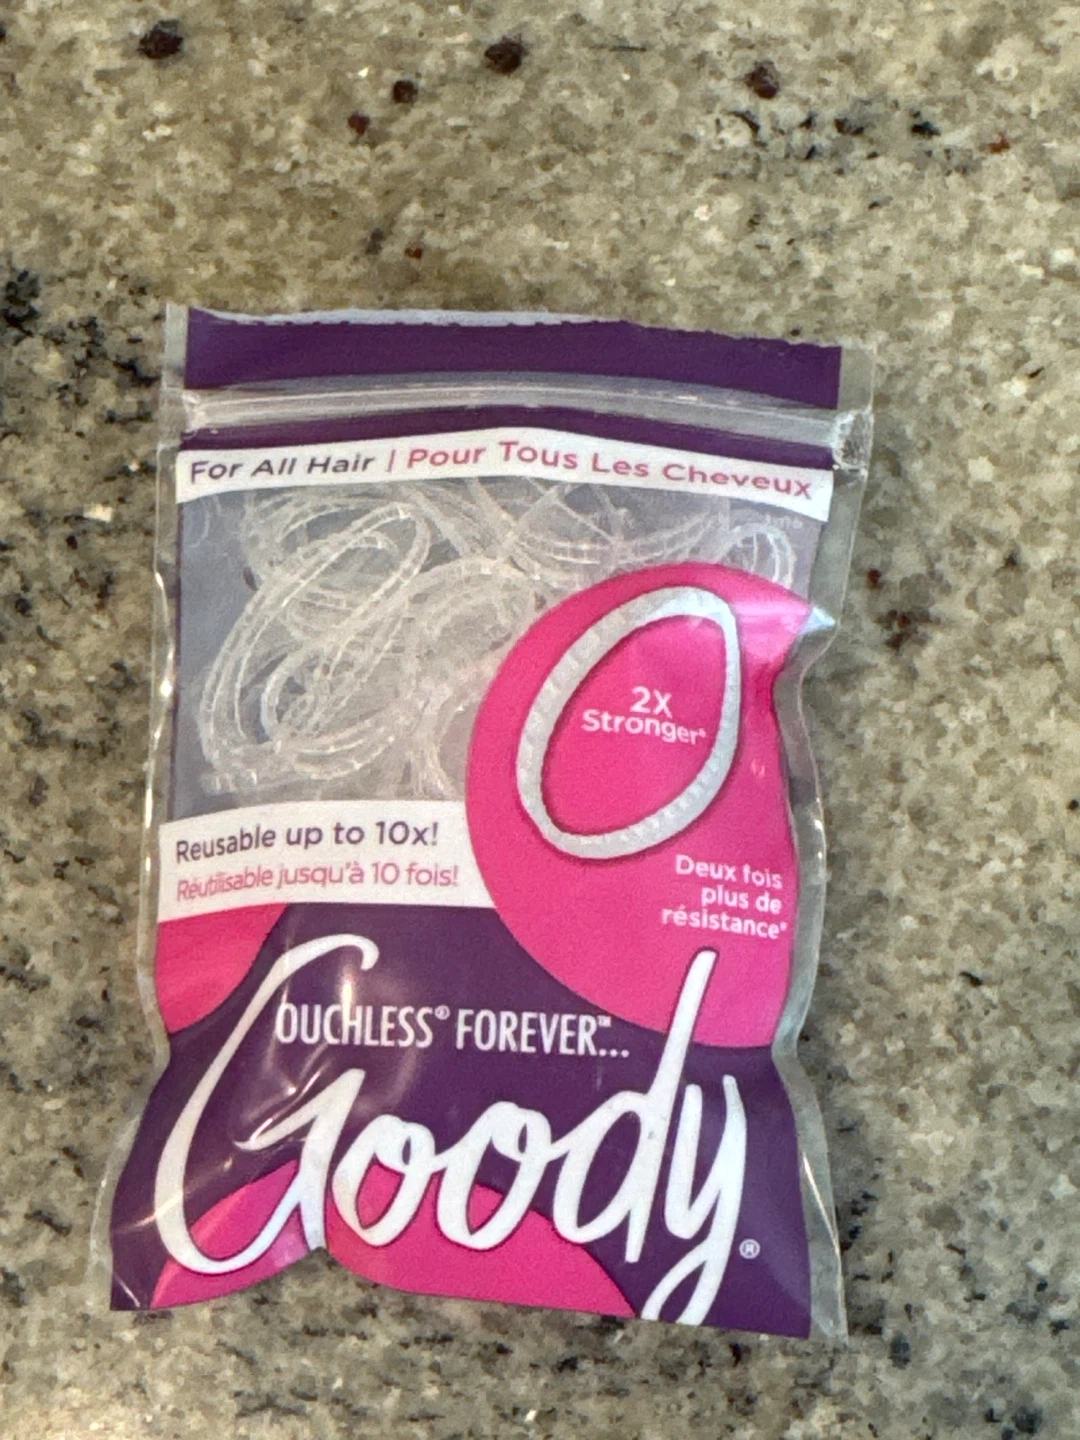 For All Hair | Pour Tous Les Cheveux
2X
Stronger*
Reusable up to 10x!
Réutilisable jusqu'à 10 fois!
Deux fois
plus de
résistance*
OUCHLESS® FOREVER™...
Goody®